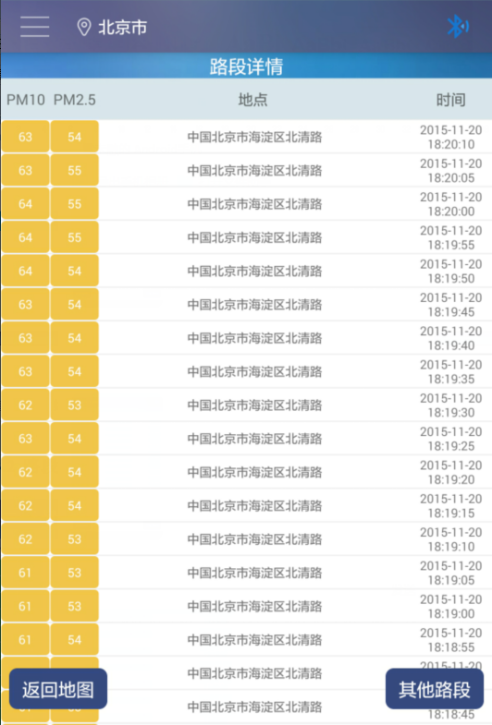 北京市
路段详情
PM10 PM2.5 地点 时间
63 54 中国北京市海淀区北清路 2015-11-20 18:20:10
63 55 中国北京市海淀区北清路 2015-11-20 18:20:05
64 55 中国北京市海淀区北清路 2015-11-20 18:20:00
64 55 中国北京市海淀区北清路 2015-11-20 18:19:55
64 54 中国北京市海淀区北清路 2015-11-20 18:19:50
63 54 中国北京市海淀区北清路 2015-11-20 18:19:45
63 54 中国北京市海淀区北清路 2015-11-20 18:19:40
63 54 中国北京市海淀区北清路 2015-11-20 18:19:35
62 53 中国北京市海淀区北清路 2015-11-20 18:19:30
63 54 中国北京市海淀区北清路 2015-11-20 18:19:25
62 54 中国北京市海淀区北清路 2015-11-20 18:19:20
62 54 中国北京市海淀区北清路 2015-11-20 18:19:15
62 53 中国北京市海淀区北清路 2015-11-20 18:19:10
61 53 中国北京市海淀区北清路 2015-11-20 18:19:05
61 53 中国北京市海淀区北清路 2015-11-20 18:19:00
61 54 中国北京市海淀区北清路 2015-11-20 18:18:55
中国北京市海淀区北清路 2015-11-20
返回地图 其他路段
中国北京市海淀区北清路 18:18:45